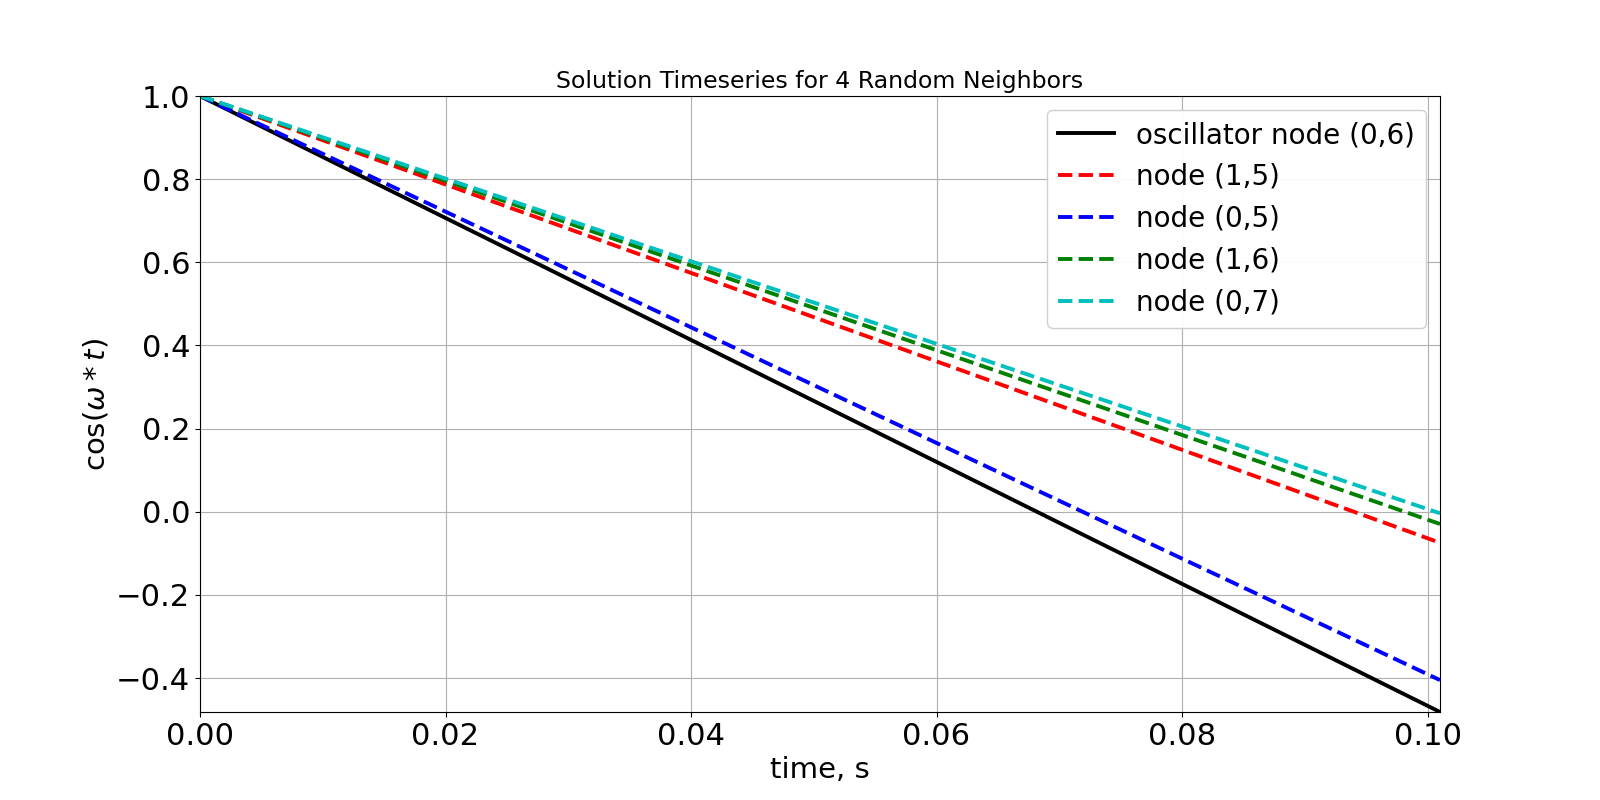 Solution Timeseries for 4 Random Neighbors
1.0
0.8
0.6
0.4
0.2
0.0
−0.2
−0.4
cos(ω * t)
oscillator node (0,6)
node (1,5)
node (0,5)
node (1,6)
node (0,7)
0.00 0.02 0.04 0.06 0.08 0.10
time, s